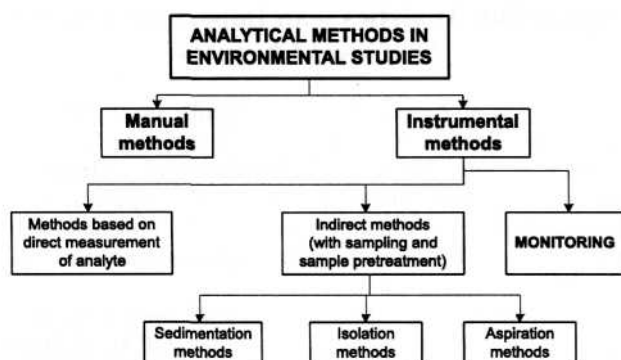 ANALYTICAL METHODS IN
ENVIRONMENTAL STUDIES
Manual
methods
Instrumental
methods
Methods based on
direct measurement
of analyte
Indirect methods
(with sampling and
sample pretreatment)
MONITORING
Sedimentation
methods
Isolation
methods
Aspiration
methods